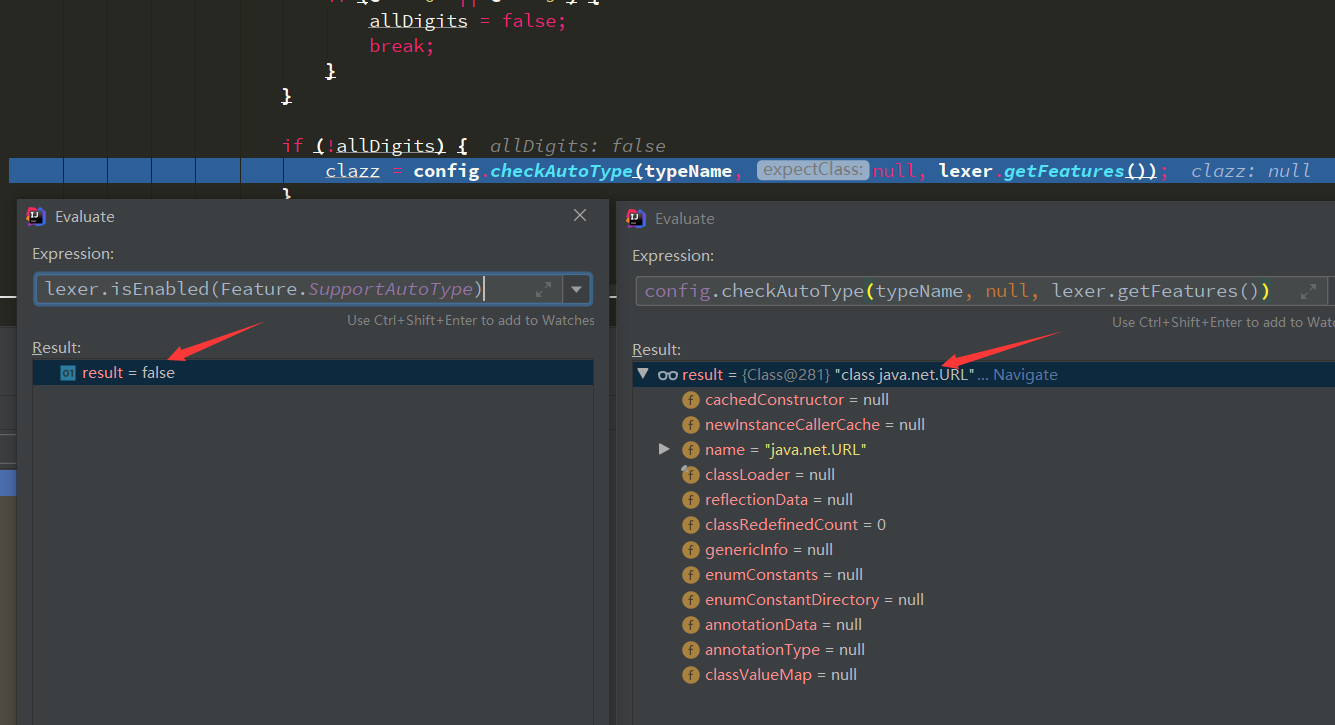 allDigits = false;
break;
}
}
if (!allDigits) { allDigits: false
clazz = config.checkAutoType(typeName, expectClass: null, lexer.getFeatures()); clazz: null
Evaluate
Expression:
lexer.isEnabled(Feature.SupportAutoType)
Use Ctrl+Shift+Enter to add to Watches
Result:
01 result = false
Evaluate
Expression:
config.checkAutoType(typeName, null, lexer.getFeatures())
Use Ctrl+Shift+Enter to add to
Result:
result = {Class@281} "class java.net.URL" ... Navigate
f cachedConstructor = null
f newInstanceCallerCache = null
f name = "java.net.URL"
f classLoader = null
f reflectionData = null
f classRedefinedCount = 0
f genericInfo = null
f enumConstants = null
f enumConstantDirectory = null
f annotationData = null
f annotationType = null
f classValueMap = null